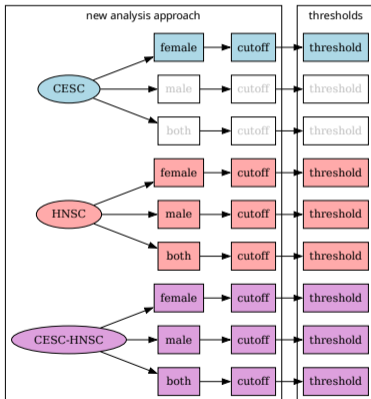 new analysis approach
thresholds
female cutoff threshold
CESC
male cutoff threshold
both cutoff threshold
female cutoff threshold
HNSC
male cutoff threshold
both cutoff threshold
female cutoff threshold
CESC-HNSC
male cutoff threshold
both cutoff threshold